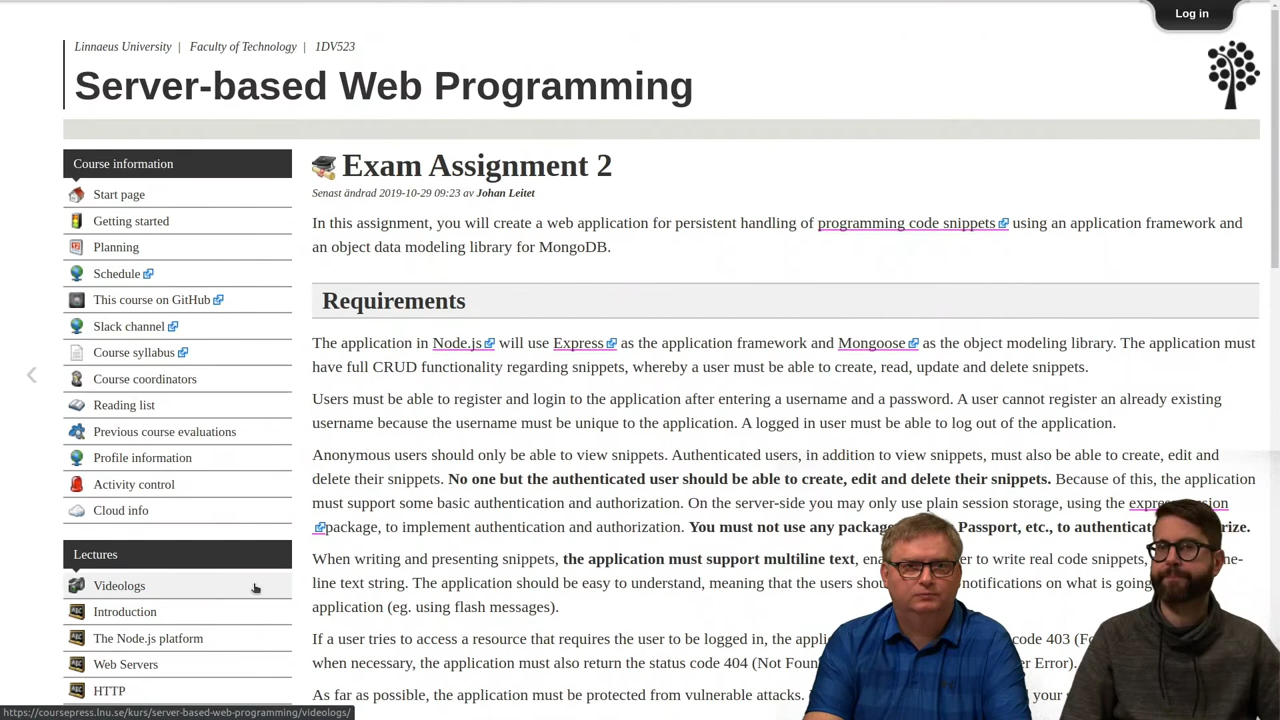 Log in
Linnaeus University | Faculty of Technology | 1DV523
Server-based Web Programming
Course information
Start page
Getting started
Planning
Schedule
This course on GitHub
Slack channel
Course syllabus
Course coordinators
Reading list
Previous course evaluations
Profile information
Activity control
Cloud info
Lectures
Videologs
Introduction
The Node.js platform
Web Servers
HTTP
https://coursepress.lnu.se/kurs/server-based-web-programming/videologs/
Exam Assignment 2
Senast ändrad 2019-10-29 09:23 av Johan Leitet
In this assignment, you will create a web application for persistent handling of programming code snippets using an application framework and
an object data modeling library for MongoDB.
Requirements
The application in Node.js will use Express as the application framework and Mongoose as the object modeling library. The application must
have full CRUD functionality regarding snippets, whereby a user must be able to create, read, update and delete snippets.
Users must be able to register and login to the application after entering a username and a password. A user cannot register an already existing
username because the username must be unique to the application. A logged in user must be able to log out of the application.
Anonymous users should only be able to view snippets. Authenticated users, in addition to view snippets, must also be able to create, edit and
delete their snippets. No one but the authenticated user should be able to create, edit and delete their snippets. Because of this, the application
must support some basic authentication and authorization. On the server-side you may only use plain session storage, using the
package, to implement authentication and authorization. You must not use any Passport, etc., to
When writing and presenting snippets, the application must support multiline text, to write real code snippets,
line text string. The application should be easy to understand, meaning that the users notifications on what is going
application (eg. using flash messages).
If a user tries to access a resource that requires the user to be logged in, the code 403
when necessary, the application must also return the status code 404 (Not Error).
As far as possible, the application must be protected from vulnerable attacks. your